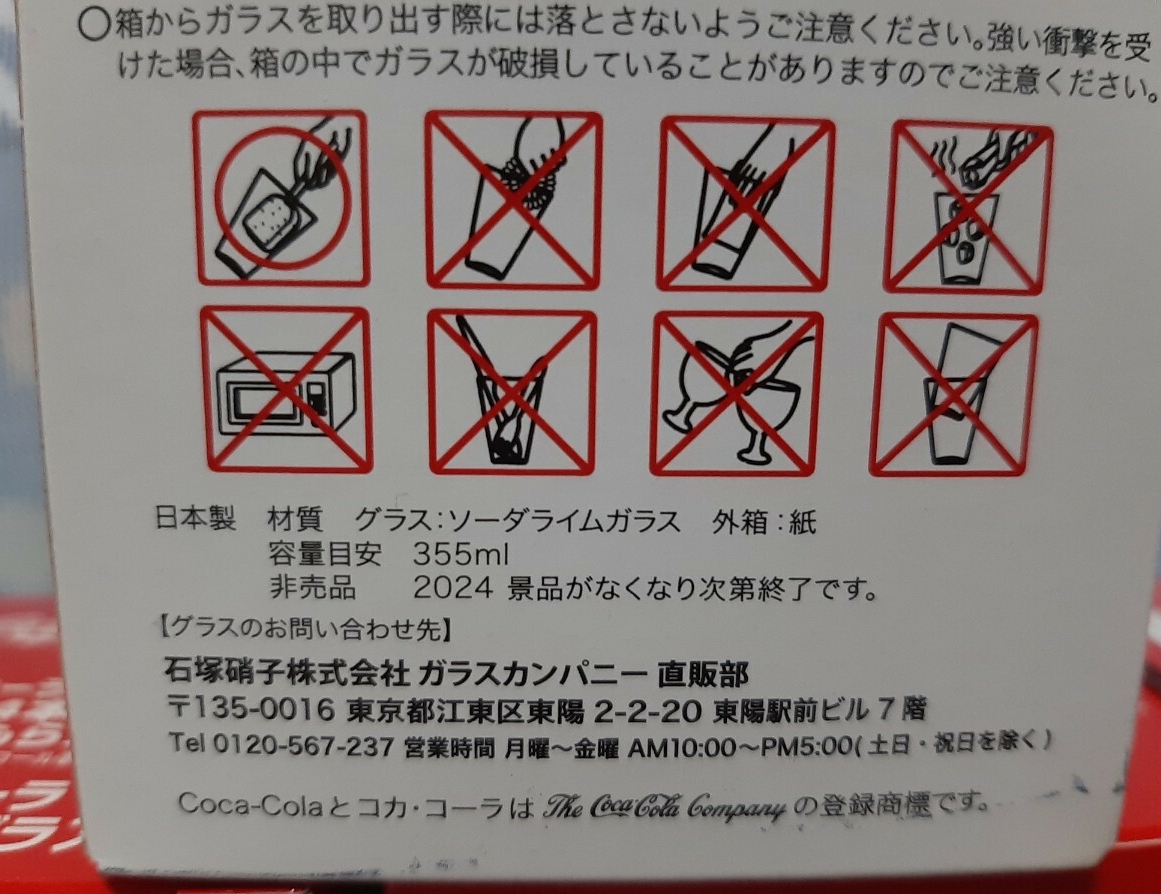 ○箱からガラスを取り出す際には落とさないようご注意ください。強い衝撃を受
けた場合、箱の中でガラスが破損していることがありますのでご注意ください。
日本製 材質 グラス:ソーダライムガラス 外箱:紙
容量目安 355ml
非売品 2024 景品がなくなり次第終了です。
【グラスのお問い合わせ先】
石塚硝子株式会社 ガラスカンパニー 直販部
〒135-0016 東京都江東区東陽 2-2-20 東陽駅前ビル 7 階
Tel 0120-567-237 営業時間 月曜～金曜 AM10:00～PM5:00(土日・祝日を除く)
Coca-Colaとコカ・コーラは The Coca-Cola Company の登録商標です。